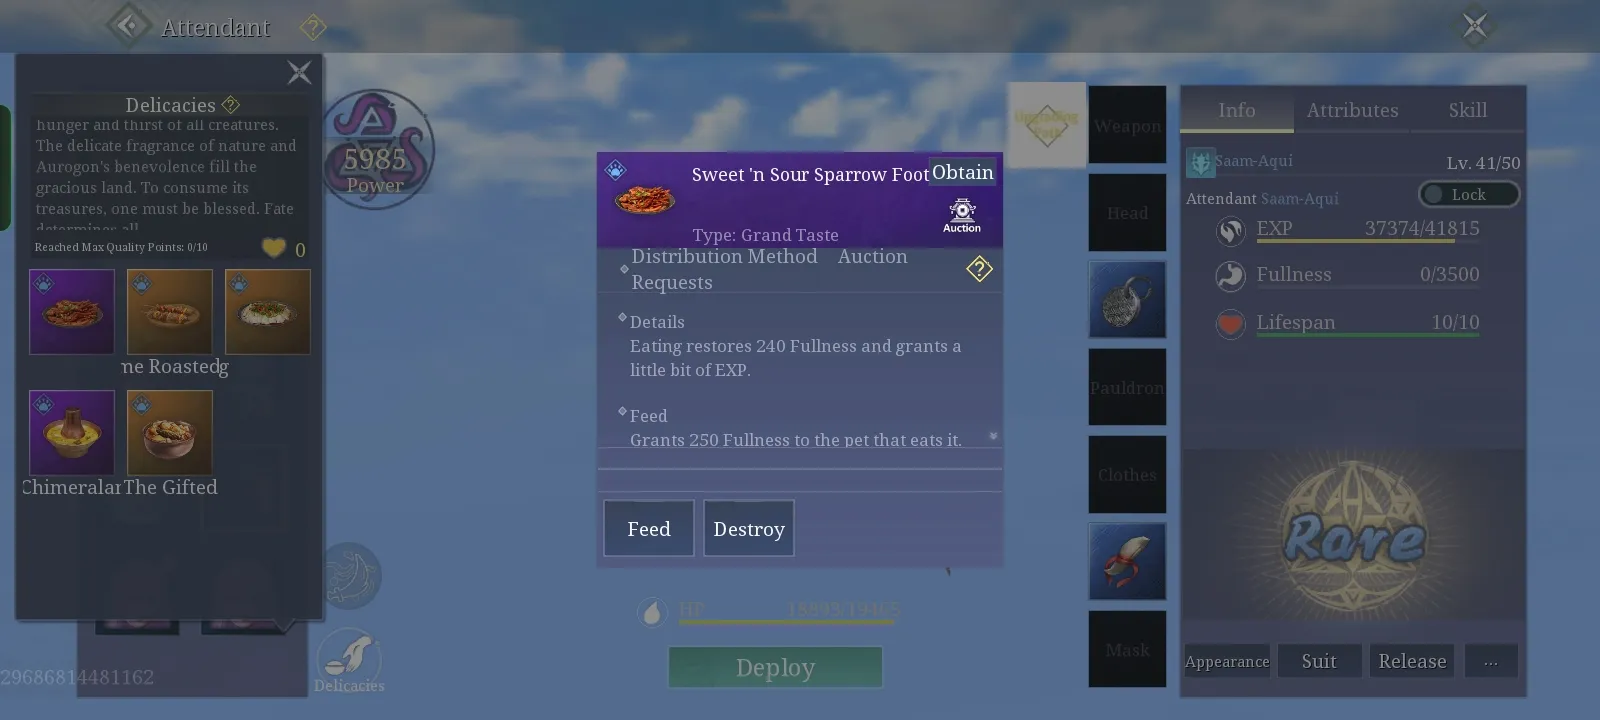 Attendant
Delicacies
hunger and thirst of all creatures.
The delicate fragrance of nature and
Aurogon's benevolence fill the
gracious land. To consume its
treasures, one must be blessed. Fate
determines all
Reached Max Quality Points: 0/10
0
ne Roasted
g
Chimeralar
The Gifted
5985
Power
Sweet 'n Sour Sparrow Foot
Obtain
Auction
Type: Grand Taste
Distribution Method Auction
Requests
Details
Eating restores 240 Fullness and grants a
little bit of EXP.
Feed
Grants 250 Fullness to the pet that eats it.
Feed
Destroy
HP
Deploy
Upgrading
Path
Weapon
Head
Pauldron
Clothes
Mask
Info
Attributes
Skill
Saam-Aqui
Lv. 41/50
Attendant Saam-Aqui
Lock
EXP 37374/41815
Fullness 0/3500
Lifespan 10/10
Rare
Appearance
Suit
Release
...
Delicacies
29686814481162